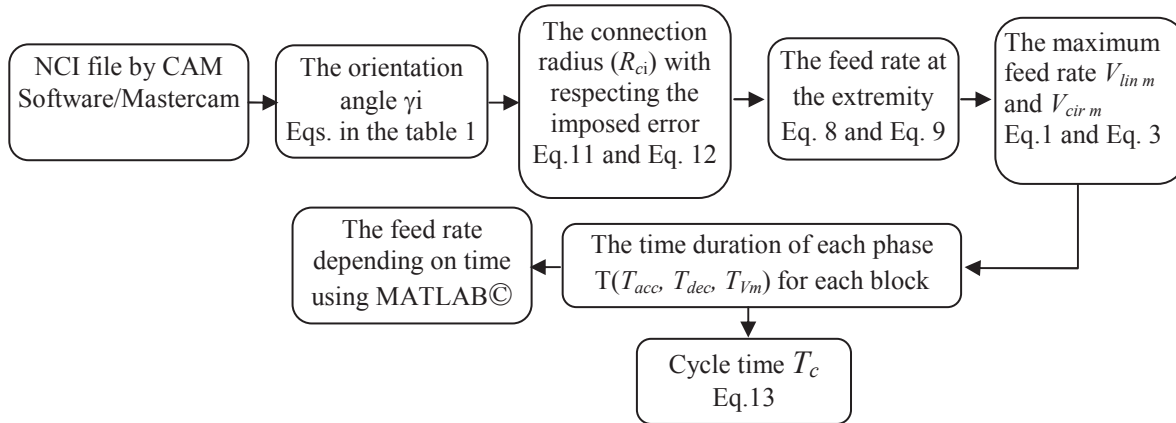 NCI file by CAM
Software/Mastercam
The orientation
angle γi
Eqs. in the table 1
The connection
radius (Rci) with
respecting the
imposed error
Eq.11 and Eq. 12
The feed rate at
the extremity
Eq. 8 and Eq. 9
The maximum
feed rate Vlin m
and Vcir m
Eq.1 and Eq. 3
The time duration of each phase
T(Tacc, Tdec, TVm) for each block
The feed rate
depending on time
using MATLAB©
Cycle time Tc
Eq.13